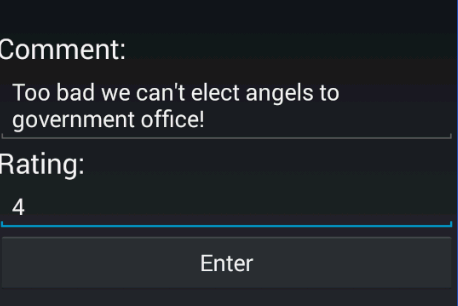 Comment:
Too bad we can't elect angels to
government office!
Rating:
4
Enter